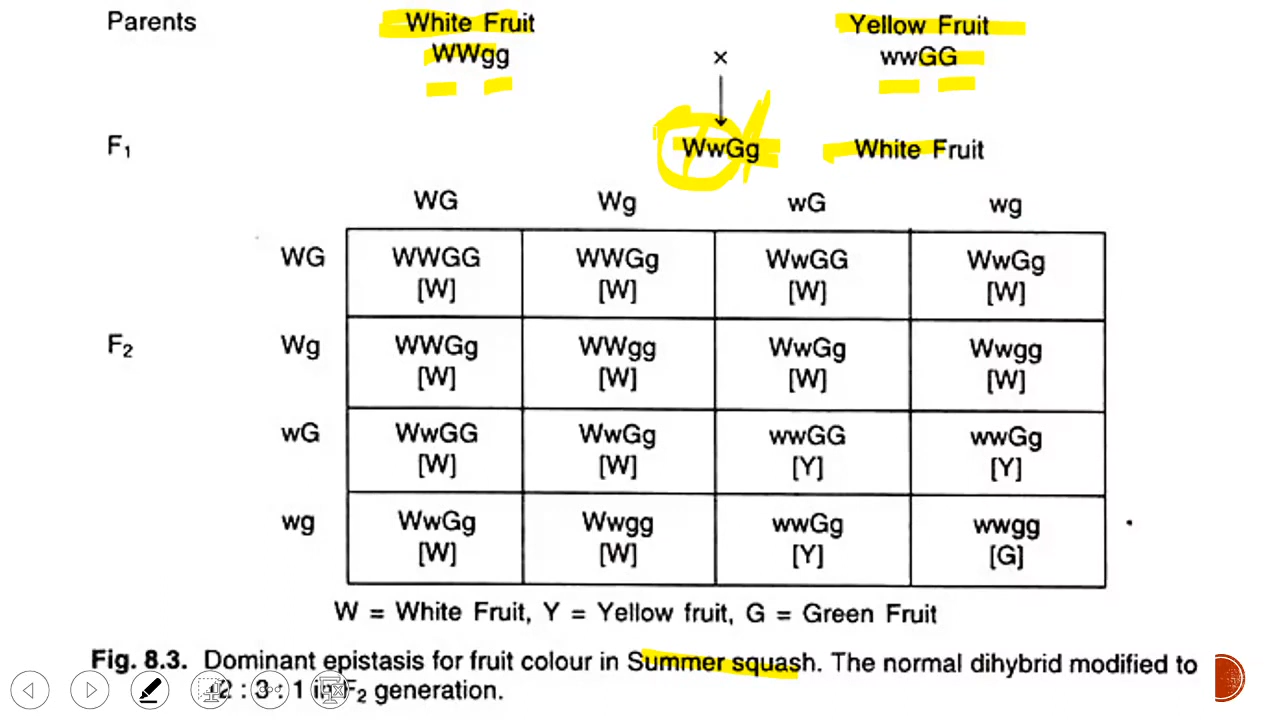 Parents White Fruit Yellow Fruit
WWgg × wwGG
F₁ WwGg White Fruit
WG Wg wG wg
WG WWGG WWGg WwGG WwGg
[W] [W] [W] [W]
F₂ Wg WWGg WWgg WwGg Wwgg
[W] [W] [W] [W]
wG WwGG WwGg wwGG wwGg
[W] [W] [Y] [Y]
wg WwGg Wwgg wwGg wwgg
[W] [W] [Y] [G]
W = White Fruit, Y = Yellow fruit, G = Green Fruit
Fig. 8.3. Dominant epistasis for fruit colour in Summer squash. The normal dihybrid modified to
: 3 : 1 in F₂ generation.